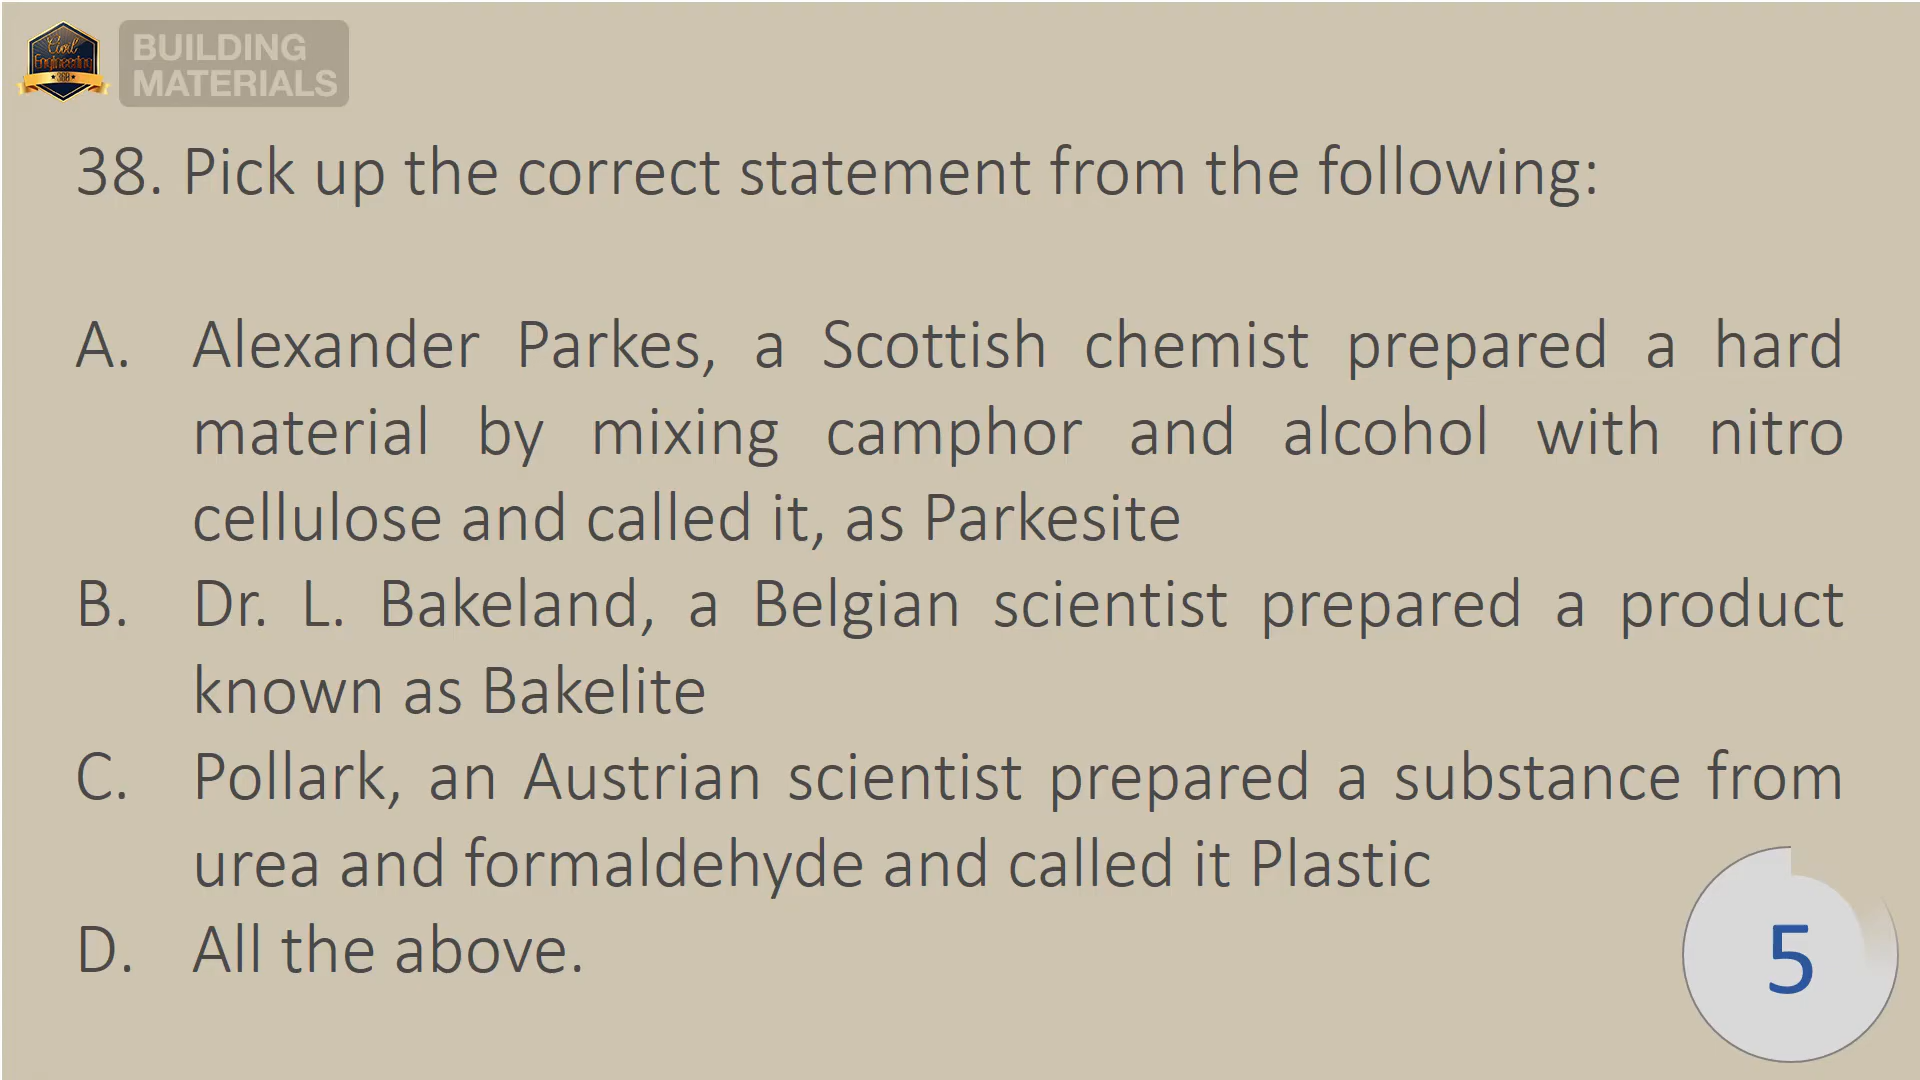 Civil
Engineering
360
BUILDING
MATERIALS
38. Pick up the correct statement from the following:
A. Alexander Parkes, a Scottish chemist prepared a hard
material by mixing camphor and alcohol with nitro
cellulose and called it, as Parkesite
B. Dr. L. Bakeland, a Belgian scientist prepared a product
known as Bakelite
C. Pollark, an Austrian scientist prepared a substance from
urea and formaldehyde and called it Plastic
D. All the above.
5